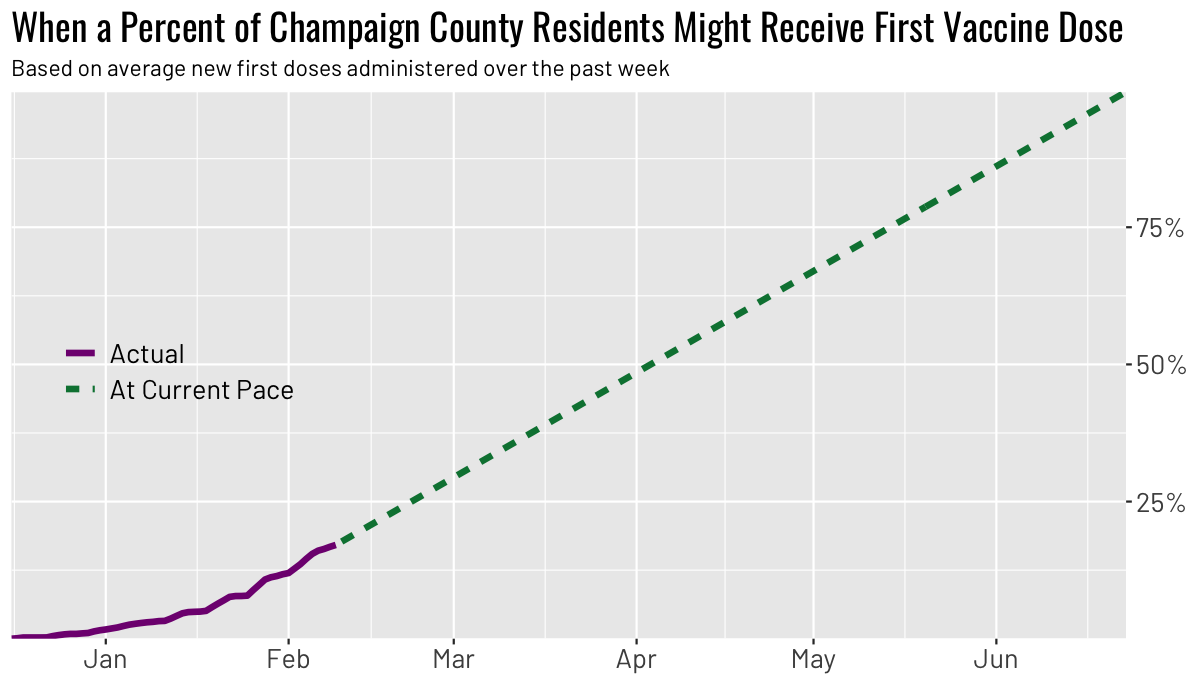 When a Percent of Champaign County Residents Might Receive First Vaccine Dose
Based on average new first doses administered over the past week
75%
Actual
50%
At Current Pace
25%
Jan Feb Mar Apr May Jun